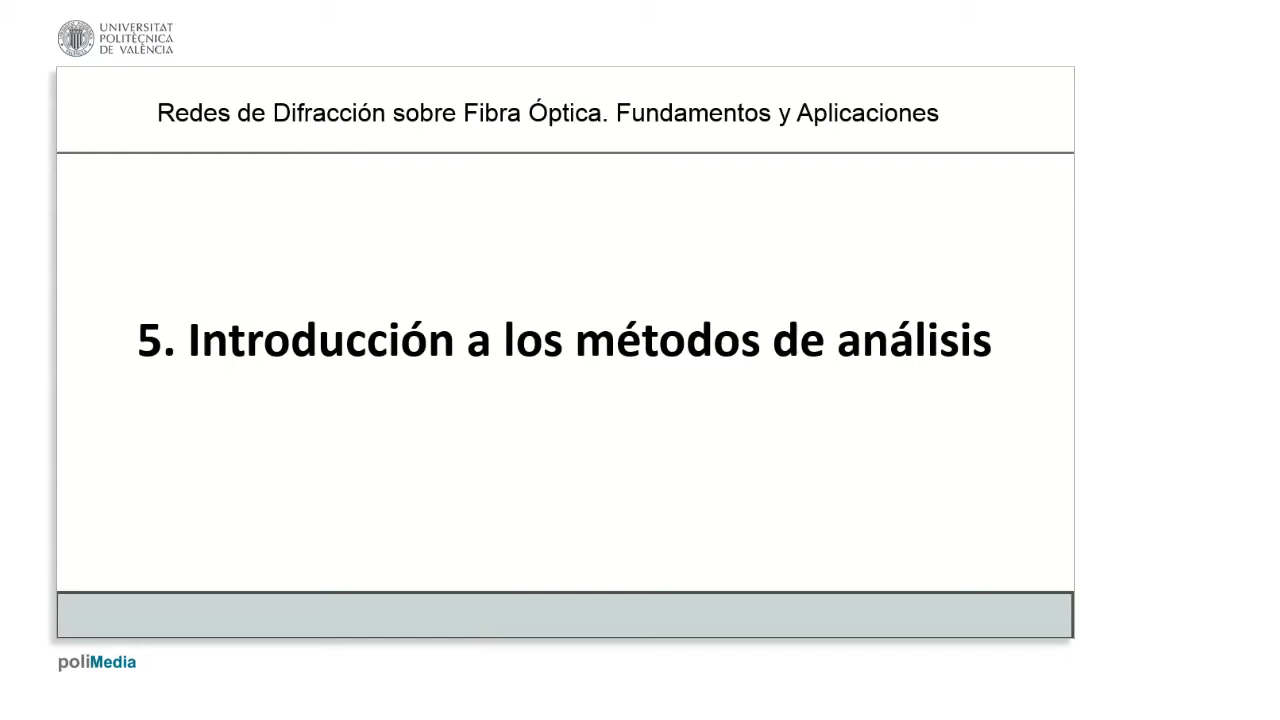 UNIVERSITAT
POLITÈCNICA
DE VALÈNCIA
Redes de Difracción sobre Fibra Óptica. Fundamentos y Aplicaciones
5. Introducción a los métodos de análisis
poliMedia